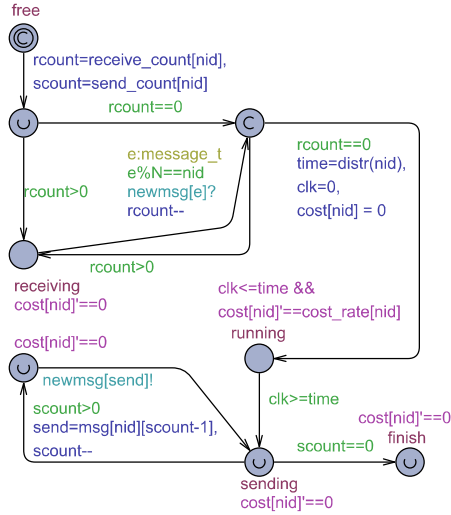 free
rcount=receive_count[nid],
scount=send_count[nid]
rcount==0
e:message_t
e%N==nid
newmsg[e]?
rcount--
rcount==0
time=distr(nid),
clk=0,
cost[nid] = 0
rcount>0
rcount>0
receiving
cost[nid]'==0
clk<=time &&
cost[nid]'==cost_rate[nid]
running
cost[nid]'==0
newmsg[send]!
clk>=time
scount>0
send=msg[nid][scount-1],
scount--
cost[nid]'==0
finish
scount==0
sending
cost[nid]'==0